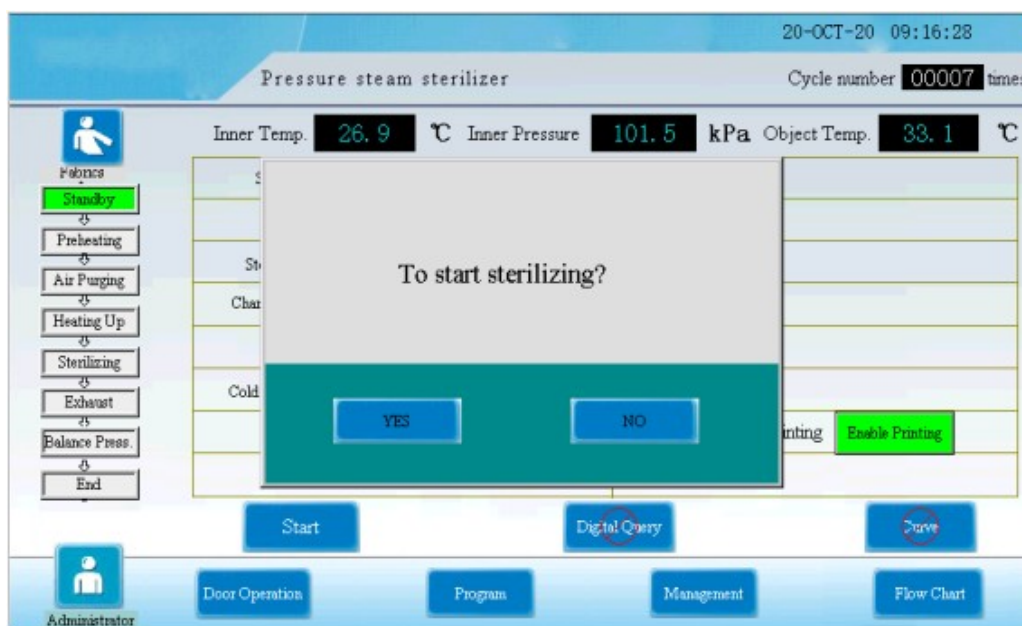 20-OCT-20 09:16:28
Pressure steam sterilizer
Cycle number 00007
Inner Temp. 26.9 ℃ Inner Pressure 101.5 kPa Object Temp. 33.1 ℃
Fabrics
Standby
Preheating
Air Purging
Heating Up
Sterilizing
Exhaust
Balance Press.
End
To start sterilizing?
YES NO
Cold
Enable Printing
Start Digital Query Curve
Door Operation Program Management Flow Chart
Administrator